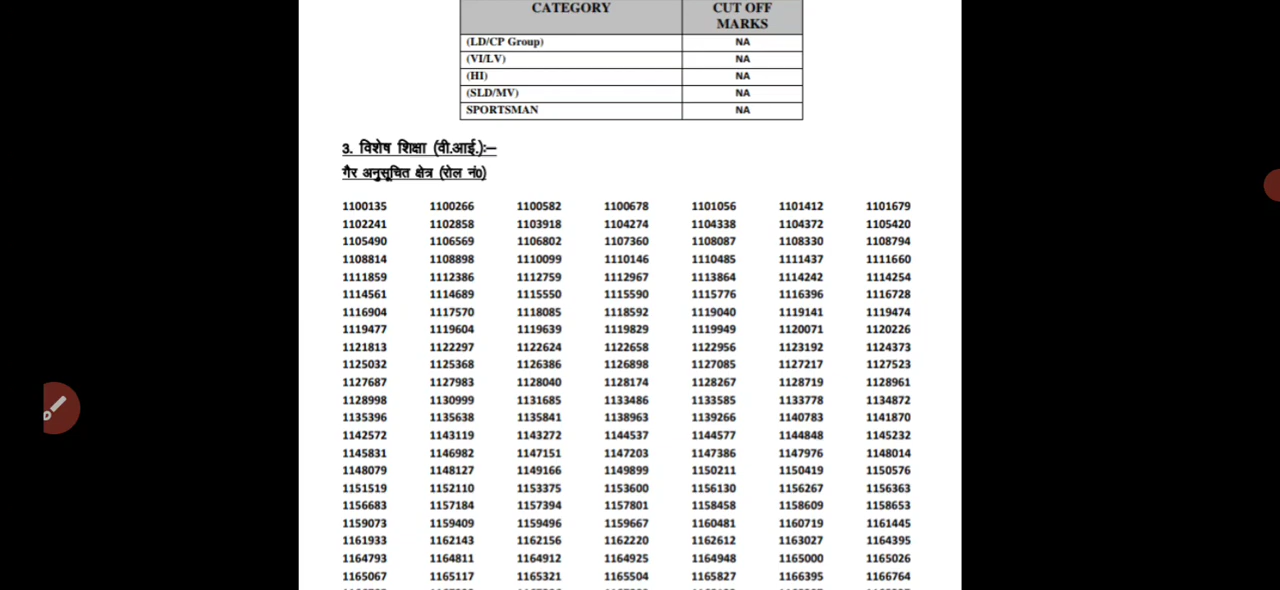 CATEGORY CUT OFF MARKS
(LD/CP Group) NA
(VI/LV) NA
(HI) NA
(SLD/MV) NA
SPORTSMAN NA
3. विशेष शिक्षा (वी.आई.):–
गैर अनुसूचित क्षेत्र (रोल नं0)
1100135 1100266 1100582 1100678 1101056 1101412 1101679
1102241 1102858 1103918 1104274 1104338 1104372 1105420
1105490 1106569 1106802 1107360 1108087 1108330 1108794
1108814 1108898 1110099 1110146 1110485 1111437 1111660
1111859 1112386 1112759 1112967 1113864 1114242 1114254
1114561 1114689 1115550 1115590 1115776 1116396 1116728
1116904 1117570 1118085 1118592 1119040 1119141 1119474
1119477 1119604 1119639 1119829 1119949 1120071 1120226
1121813 1122297 1122624 1122658 1122956 1123192 1124373
1125032 1125368 1126386 1126898 1127085 1127217 1127523
1127687 1127983 1128040 1128174 1128267 1128719 1128961
1128998 1130999 1131685 1133486 1133585 1133778 1134872
1135396 1135638 1135841 1138963 1139266 1140783 1141870
1142572 1143119 1143272 1144537 1144577 1144848 1145232
1145831 1146982 1147151 1147203 1147386 1147976 1148014
1148079 1148127 1149166 1149899 1150211 1150419 1150576
1151519 1152110 1153375 1153600 1156130 1156267 1156363
1156683 1157184 1157394 1157801 1158458 1158609 1158653
1159073 1159409 1159496 1159667 1160481 1160719 1161445
1161933 1162143 1162156 1162220 1162612 1163027 1164395
1164793 1164811 1164912 1164925 1164948 1165000 1165026
1165067 1165117 1165321 1165504 1165827 1166395 1166764